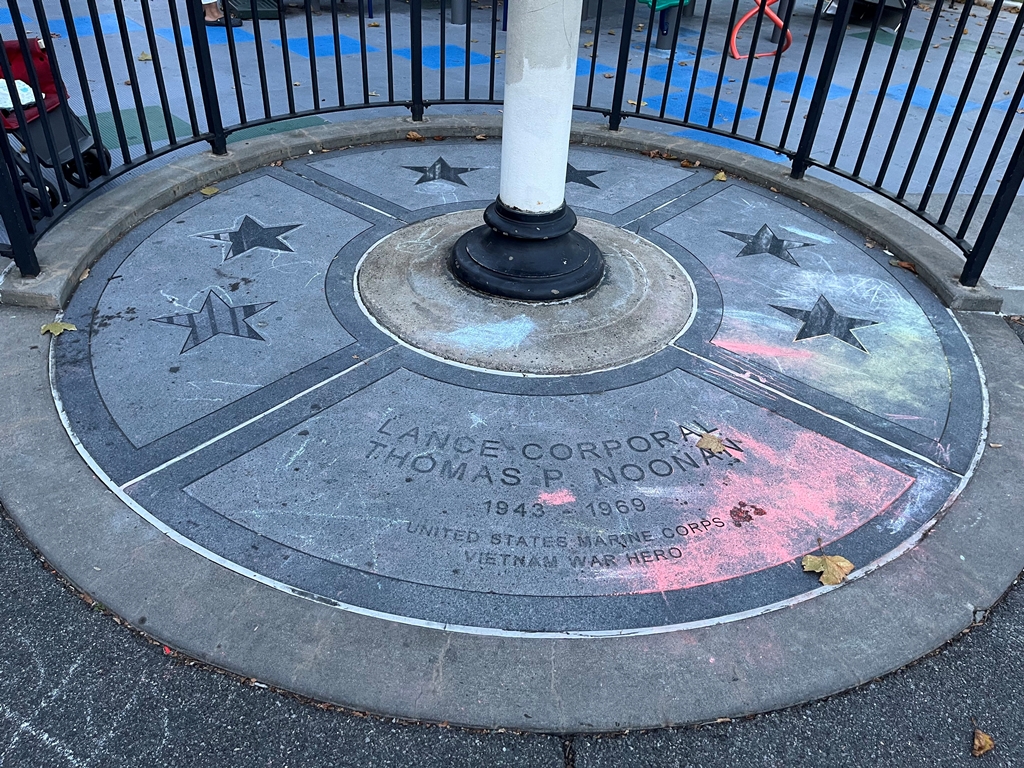 LANCE CORPORAL
THOMAS P. NOONAN
1943 - 1969
UNITED STATES MARINE CORPS
VIETNAM WAR HERO